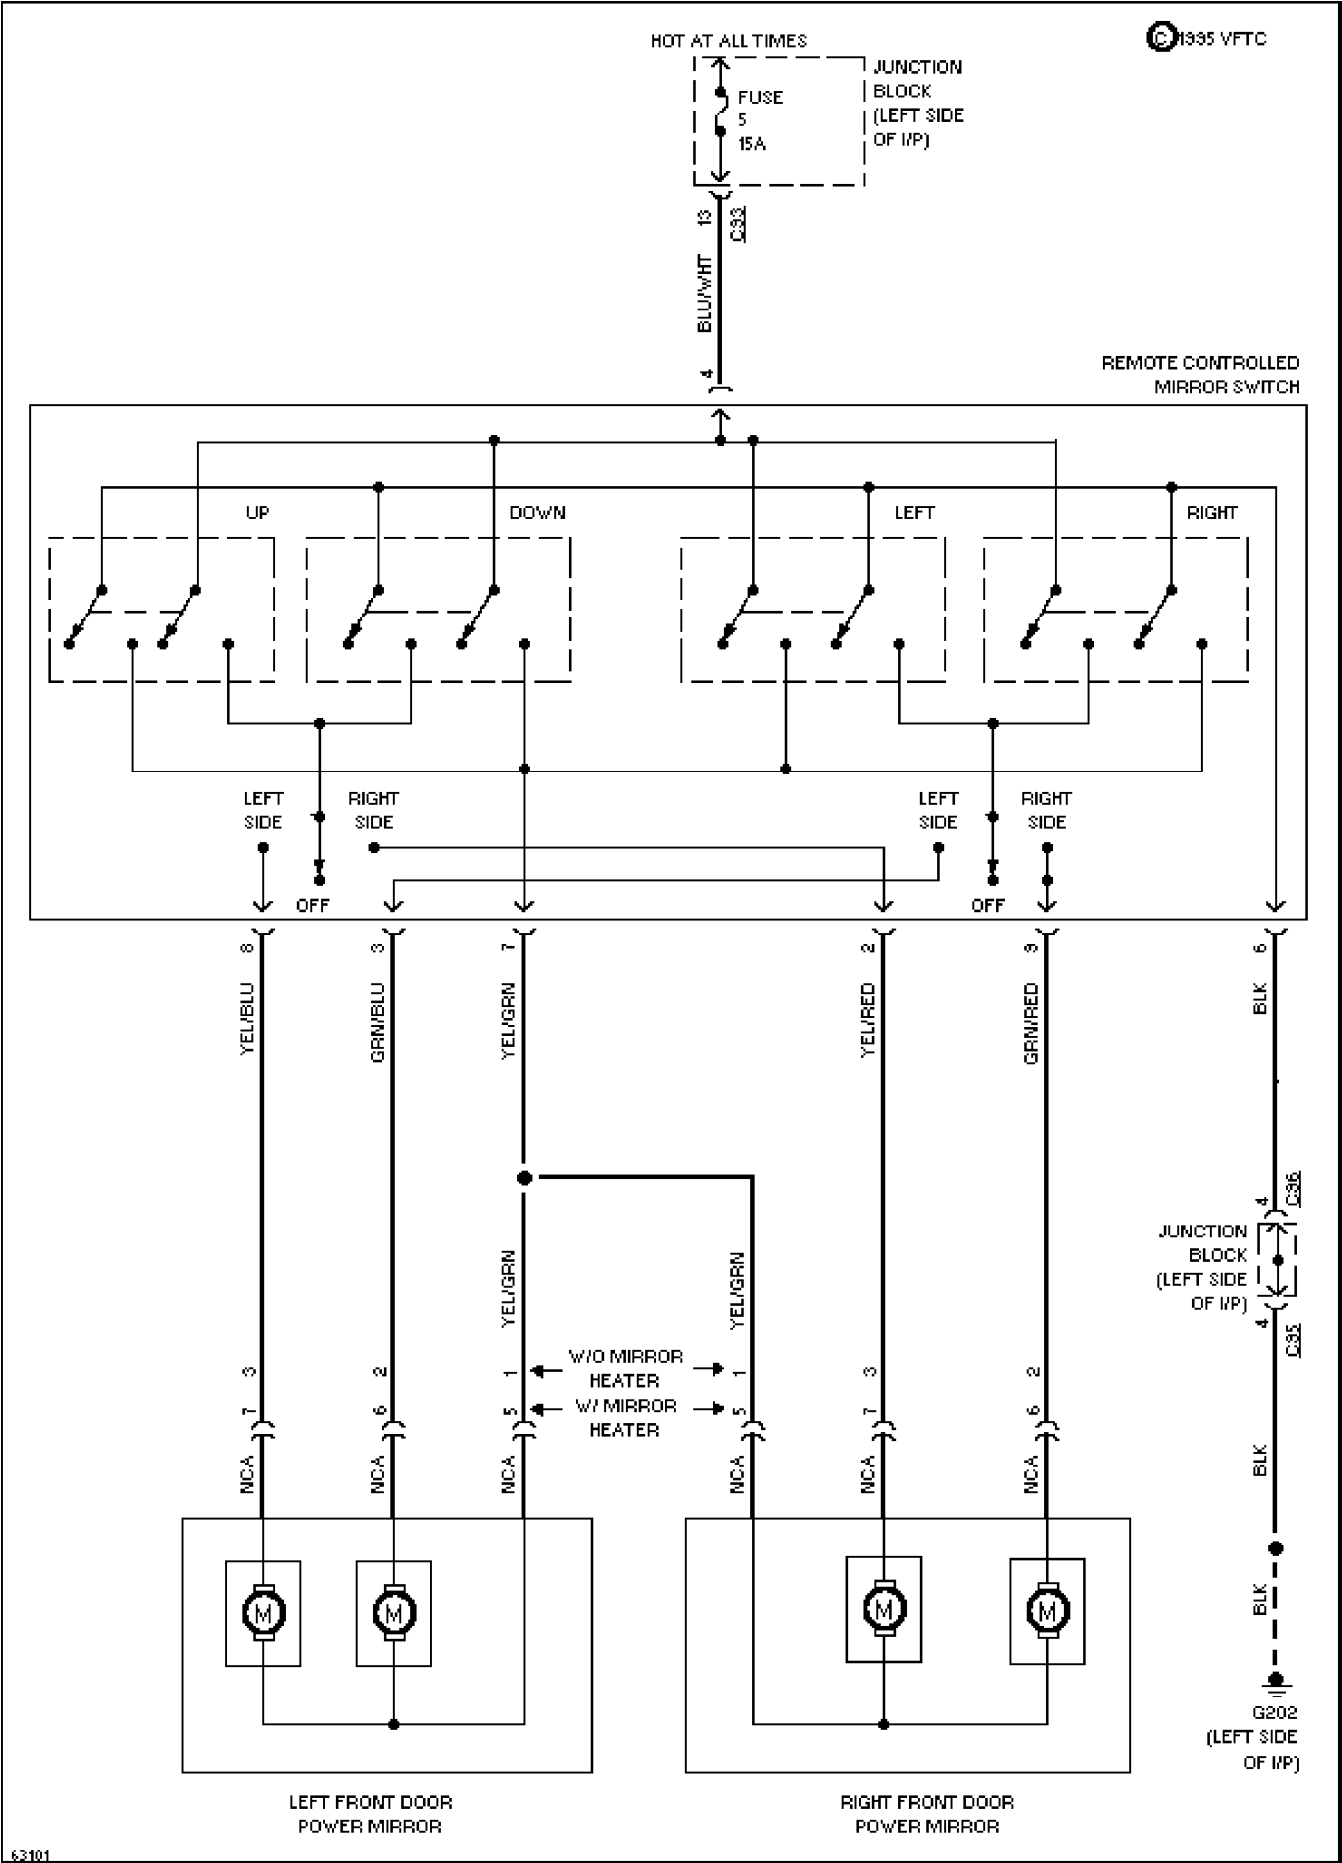 HOT AT ALL TIMES
© 1995 VFTC
FUSE
5
15A
JUNCTION
BLOCK
(LEFT SIDE
OF I/P)
13
C93
BLU/WHT
4
REMOTE CONTROLLED
MIRROR SWITCH
UP
DOWN
LEFT
RIGHT
LEFT
SIDE
RIGHT
SIDE
LEFT
SIDE
RIGHT
SIDE
OFF
OFF
8
3
7
2
9
6
YEL/BLU
GRN/BLU
YEL/GRN
YEL/RED
GRN/RED
BLK
4
C96
JUNCTION
BLOCK
(LEFT SIDE
OF I/P)
4
C95
YEL/GRN
YEL/GRN
3
2
1
W/O MIRROR
HEATER
1
3
2
7
6
5
W/ MIRROR
HEATER
5
7
6
NCA
NCA
NCA
NCA
NCA
NCA
BLK
M
M
M
M
BLK
G202
(LEFT SIDE
OF I/P)
LEFT FRONT DOOR
POWER MIRROR
RIGHT FRONT DOOR
POWER MIRROR
63101